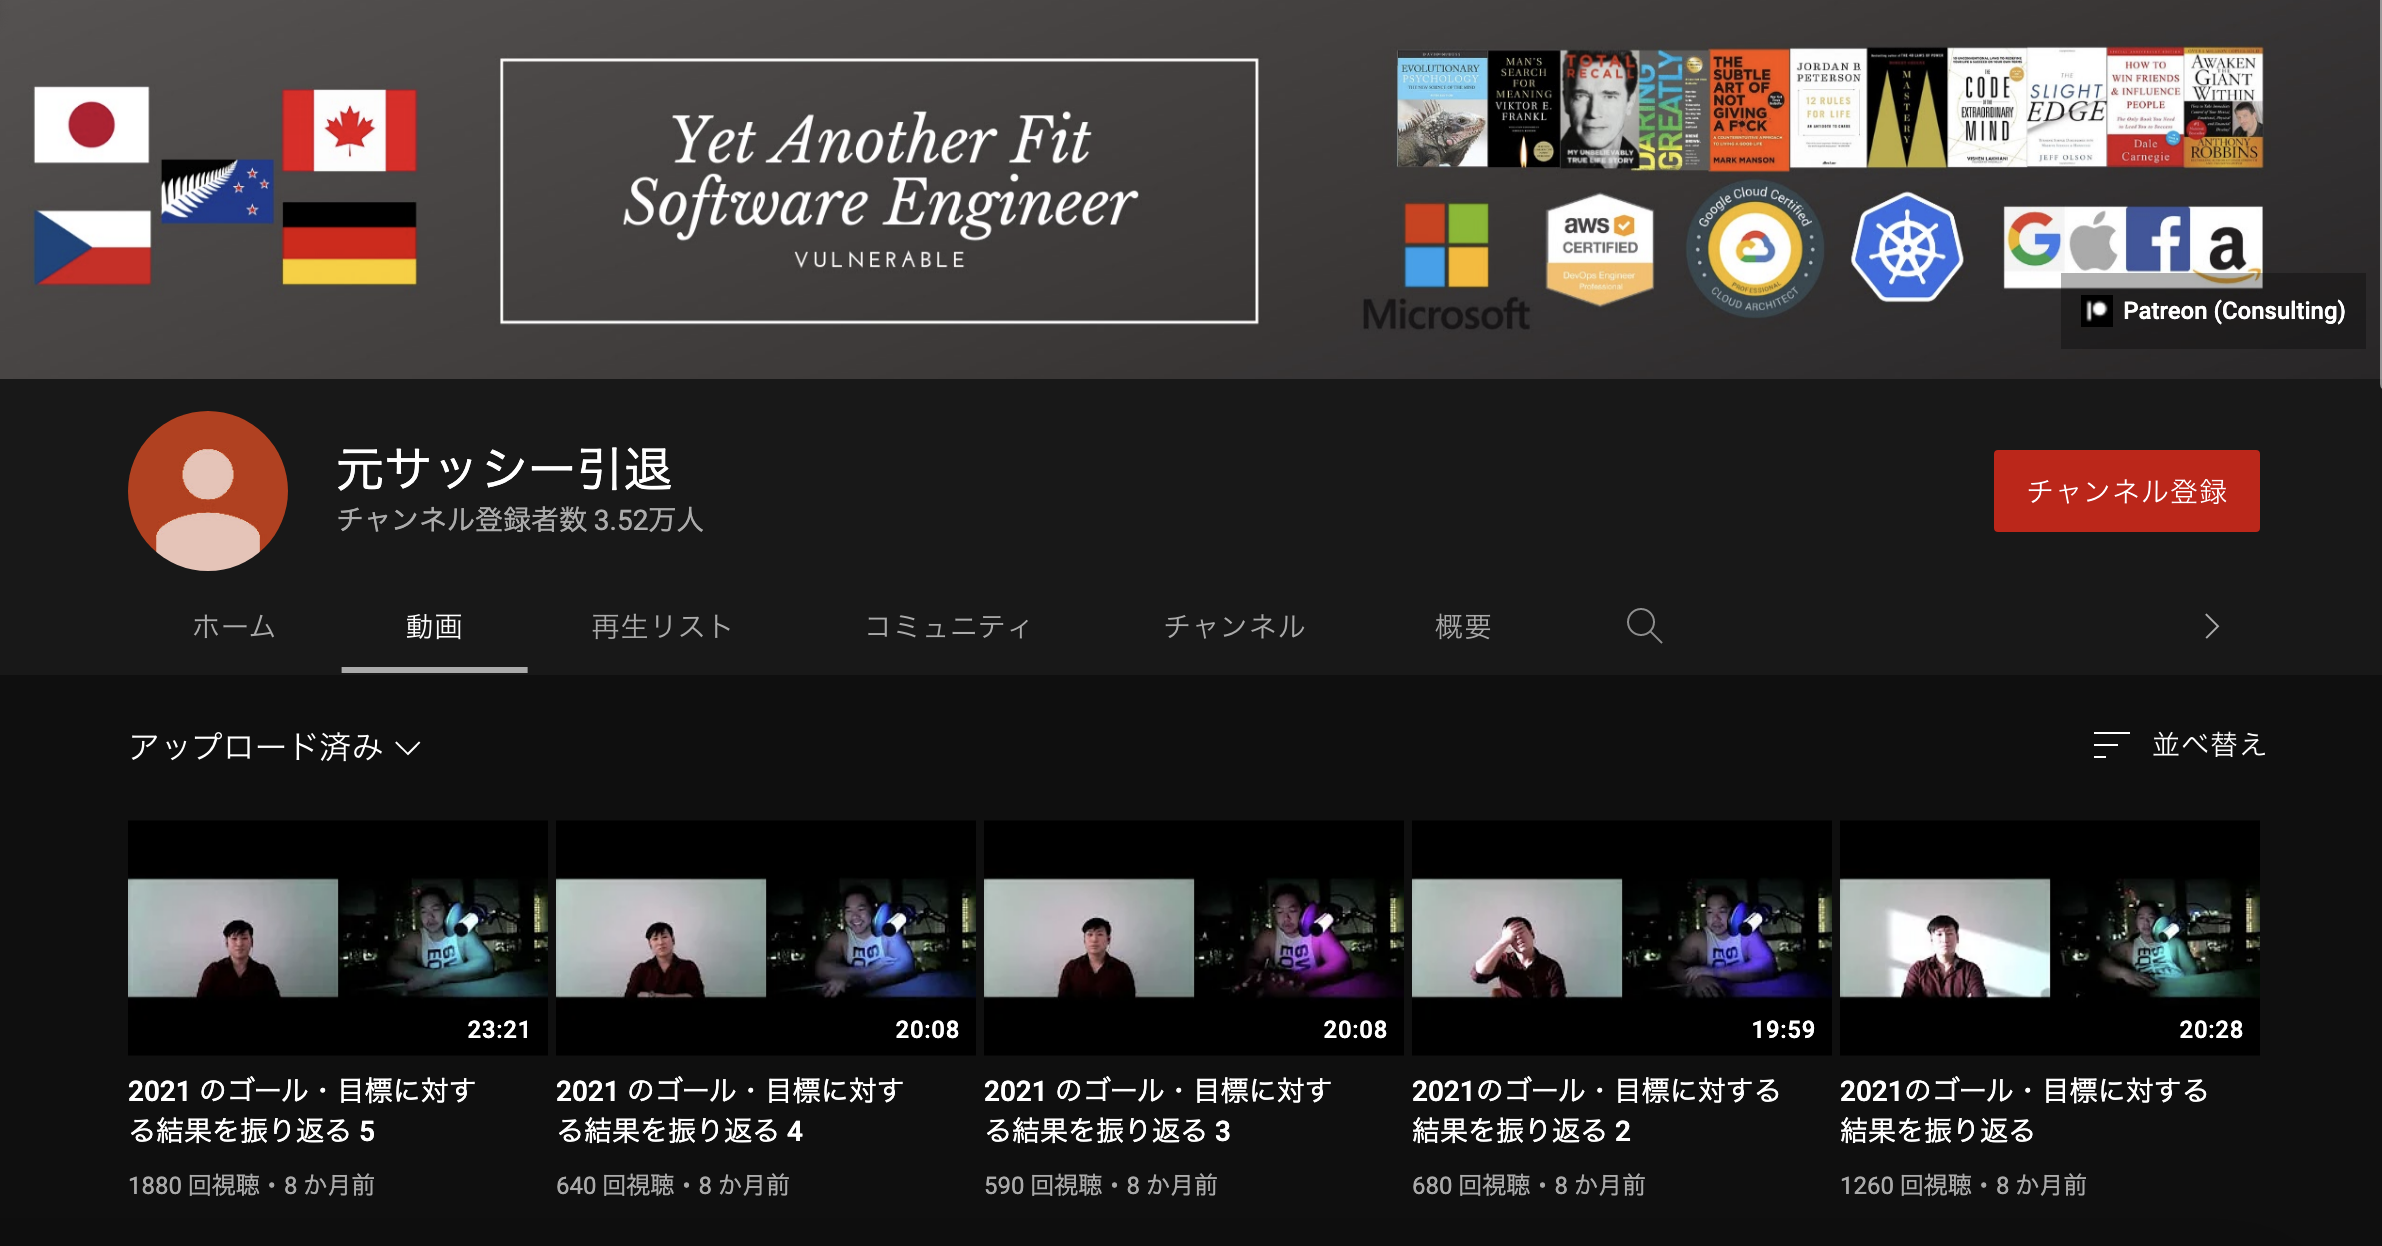 Yet Another Fit
Software Engineer
VULNERABLE
EVOLUTIONARY
PSYCHOLOGY
MAN'S
SEARCH
FOR
MEANING
VIKTOR E.
FRANKL
TOTAL
RECALL
MY UNBELIEVABLY
TRUE LIFE STORY
DARING
GREATLY
THE
SUBTLE
ART OF
NOT
GIVING
A F*CK
MARK MANSON
JORDAN B
PETERSON
12 RULES
FOR LIFE
MASTERY
THE
CODE
OF THE
EXTRAORDINARY
MIND
VISHEN LAKHIANI
THE
SLIGHT
EDGE
JEFF OLSON
HOW TO
WIN FRIENDS
& INFLUENCE
PEOPLE
Dale
Carnegie
AWAKEN
THE
GIANT
WITHIN
ANTHONY
ROBBINS
Microsoft
aws
CERTIFIED
DevOps Engineer
Professional
Google Cloud Certified
PROFESSIONAL
CLOUD ARCHITECT
Patreon (Consulting)
元サッシー引退
チャンネル登録者数 3.52万人
チャンネル登録
ホーム 動画 再生リスト コミュニティ チャンネル 概要
アップロード済み
並べ替え
23:21
2021 のゴール・目標に対す
る結果を振り返る 5
1880 回視聴・8 か月前
20:08
2021 のゴール・目標に対す
る結果を振り返る 4
640 回視聴・8 か月前
20:08
2021 のゴール・目標に対す
る結果を振り返る 3
590 回視聴・8 か月前
19:59
2021のゴール・目標に対する
結果を振り返る 2
680 回視聴・8 か月前
20:28
2021のゴール・目標に対する
結果を振り返る
1260 回視聴・8 か月前